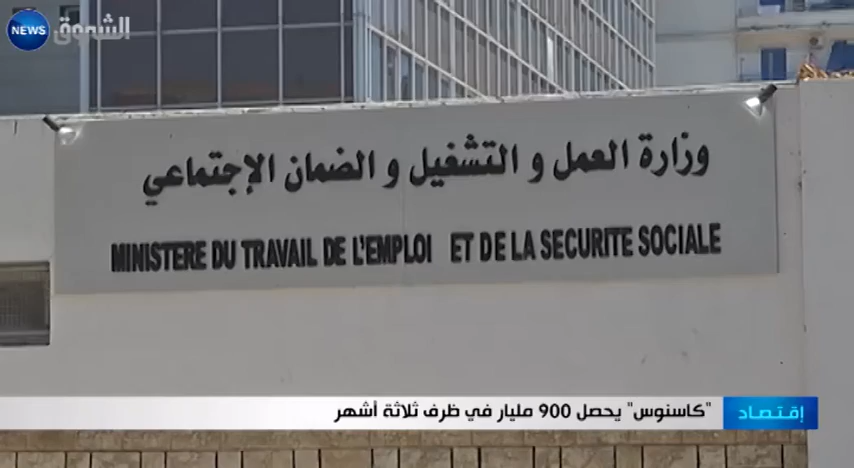 NEWS الشروق
وزارة العمل و التشغيل و الضمان الإجتماعي
MINISTERE DU TRAVAIL DE L'EMPLOI ET DE LA SECURITE SOCIALE
إقتصاد "كاسنوس" يحصل 900 مليار في ظرف ثلاثة أشهر